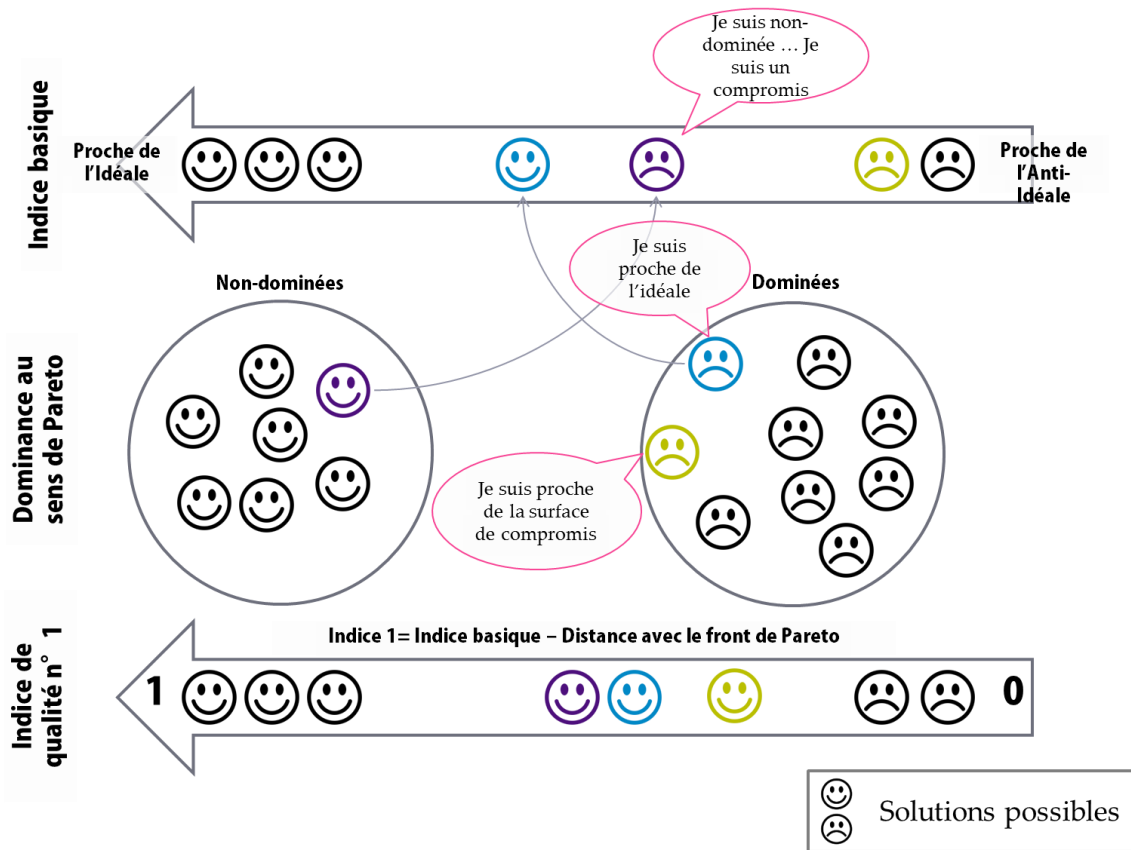 Je suis non-
dominée … Je
suis un
compromis
Indice basique
Proche de
l'Idéale
Proche de
l'Anti-
Idéale
Je suis
proche de
l'idéale
Non-dominées
Dominées
Dominance au
sens de Pareto
Je suis proche
de la surface
de compromis
Indice 1= Indice basique – Distance avec le front de Pareto
Indice de
qualité n° 1
1
0
Solutions possibles